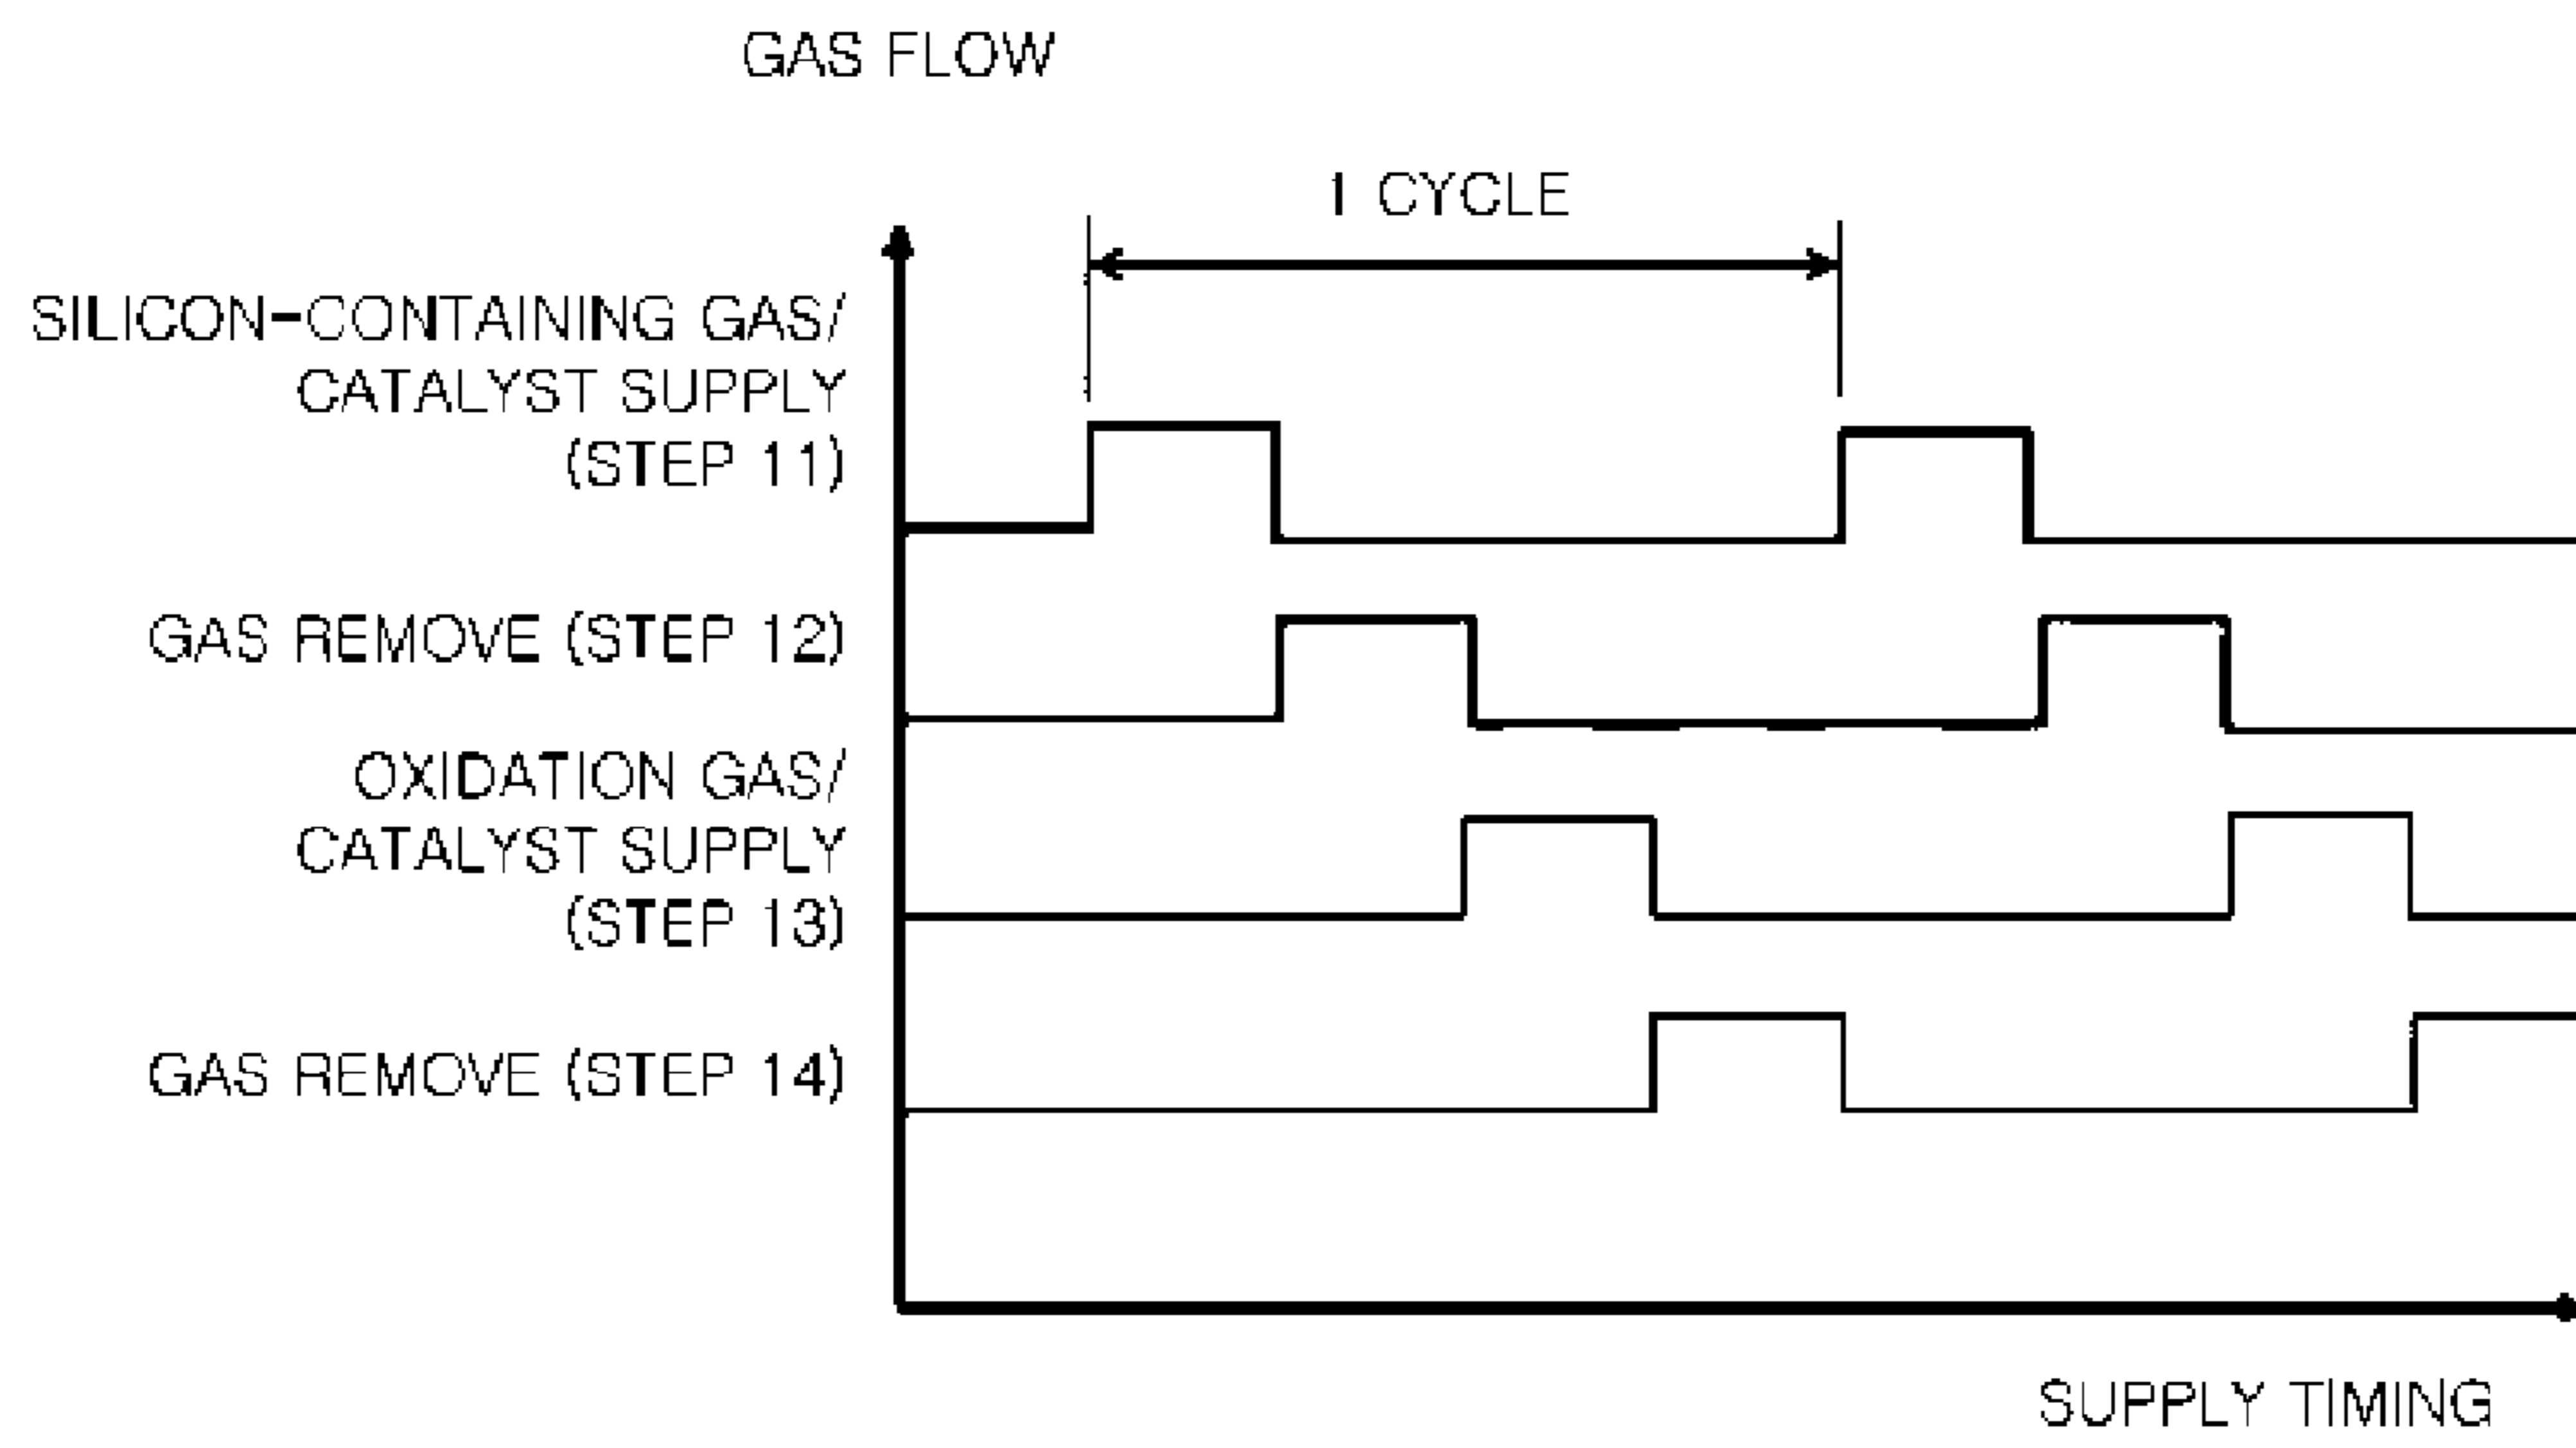 GAS FLOW
1 CYCLE
SILICON-CONTAINING GAS/
CATALYST SUPPLY
(STEP 11)
GAS REMOVE (STEP 12)
OXIDATION GAS/
CATALYST SUPPLY
(STEP 13)
GAS REMOVE (STEP 14)
SUPPLY TIMING